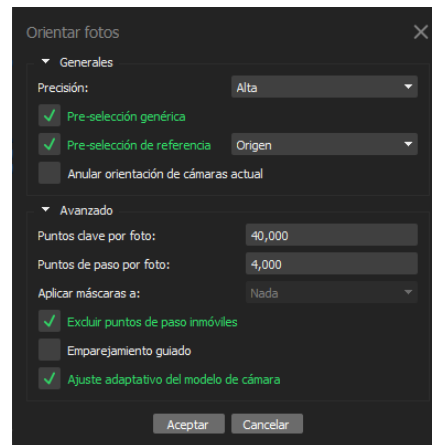 Orientar fotos
Generales
Precisión: Alta
Pre-selección genérica
Pre-selección de referencia Origen
Anular orientación de cámaras actual
Avanzado
Puntos clave por foto: 40,000
Puntos de paso por foto: 4,000
Aplicar máscaras a: Nada
Excluir puntos de paso inmóviles
Emparejamiento guiado
Ajuste adaptativo del modelo de cámara
Aceptar Cancelar